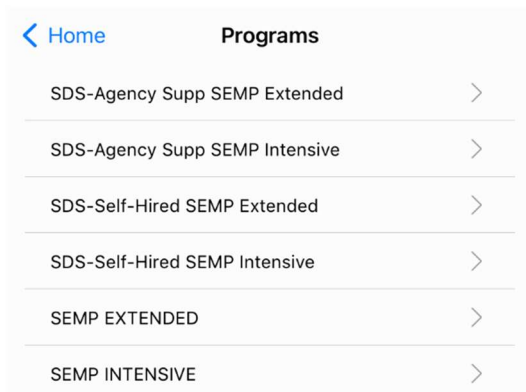 Home Programs
SDS-Agency Supp SEMP Extended
SDS-Agency Supp SEMP Intensive
SDS-Self-Hired SEMP Extended
SDS-Self-Hired SEMP Intensive
SEMP EXTENDED
SEMP INTENSIVE